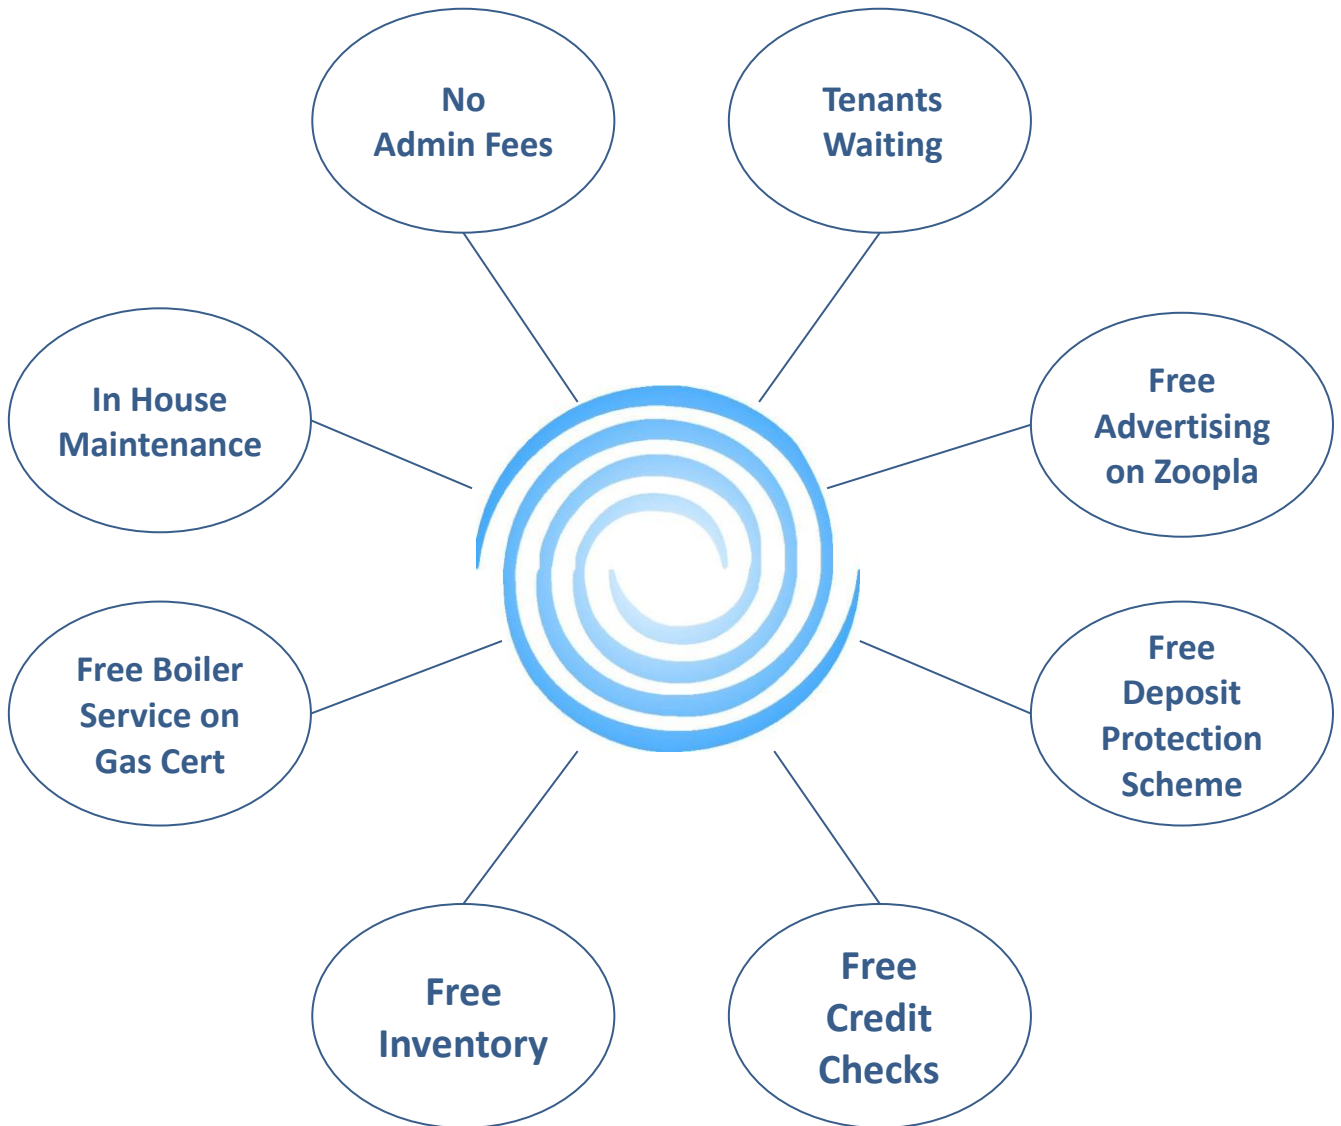 No
Admin Fees
Tenants
Waiting
In House
Maintenance
Free
Advertising
on Zoopla
Free Boiler
Service on
Gas Cert
Free
Deposit
Protection
Scheme
Free
Inventory
Free
Credit
Checks